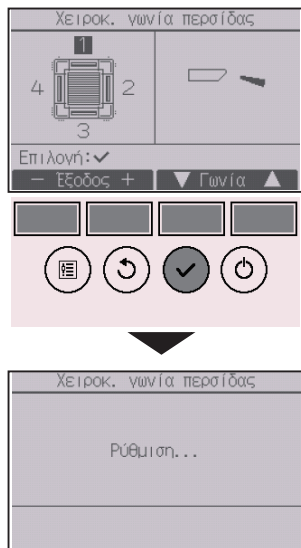 Χειροκ. γωνία περσίδας
1
4 2
3
Επιλογή:✓
− Έξοδος + ▼ Γωνία ▲
Χειροκ. γωνία περσίδας
Ρύθμιση...